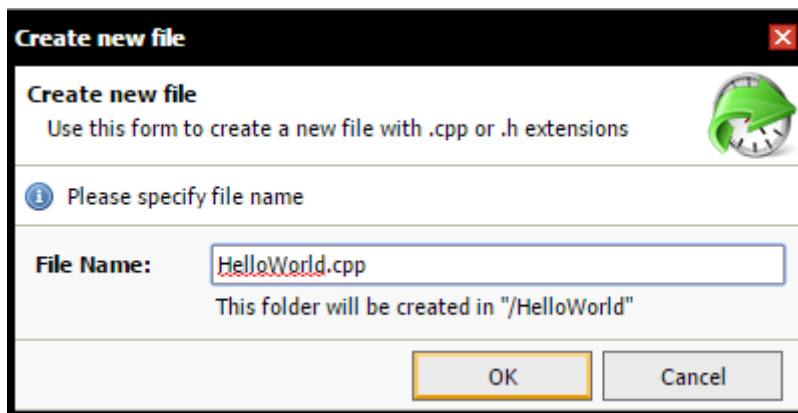 Create new file
Create new file
Use this form to create a new file with .cpp or .h extensions
Please specify file name
File Name: HelloWorld.cpp
This folder will be created in "/HelloWorld"
OK Cancel